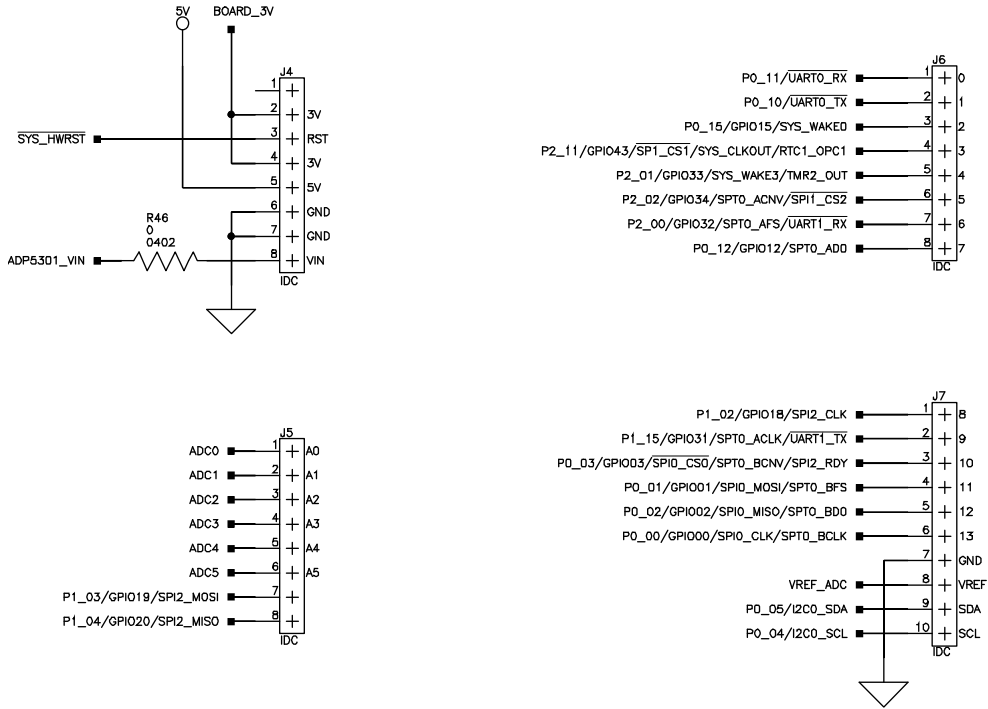 5V
BOARD_3V
J4
1
2 3V
SYS_HWRST 3 RST
4 3V
5 5V
6 GND
R46
0
0402
7 GND
ADP5301_VIN 8 VIN
IDC
J6
P0_11/UART0_RX 1 0
P0_10/UART0_TX 2 1
P0_15/GPIO15/SYS_WAKE0 3 2
P2_11/GPIO43/SP1_CS1/SYS_CLKOUT/RTC1_OPC1 4 3
P2_01/GPIO33/SYS_WAKE3/TMR2_OUT 5 4
P2_02/GPIO34/SPT0_ACNV/SPI1_CS2 6 5
P2_00/GPIO32/SPT0_AFS/UART1_RX 7 6
P0_12/GPIO12/SPT0_AD0 8 7
IDC
J5
ADC0 1 A0
ADC1 2 A1
ADC2 3 A2
ADC3 4 A3
ADC4 5 A4
ADC5 6 A5
P1_03/GPIO19/SPI2_MOSI 7
P1_04/GPIO20/SPI2_MISO 8
IDC
J7
P1_02/GPIO18/SPI2_CLK 1 8
P1_15/GPIO31/SPT0_ACLK/UART1_TX 2 9
P0_03/GPIO03/SPI0_CS0/SPT0_BCNV/SPI2_RDY 3 10
P0_01/GPIO01/SPI0_MOSI/SPT0_BFS 4 11
P0_02/GPIO02/SPI0_MISO/SPT0_BD0 5 12
P0_00/GPIO00/SPI0_CLK/SPT0_BCLK 6 13
7 GND
VREF_ADC 8 VREF
P0_05/I2C0_SDA 9 SDA
P0_04/I2C0_SCL 10 SCL
IDC